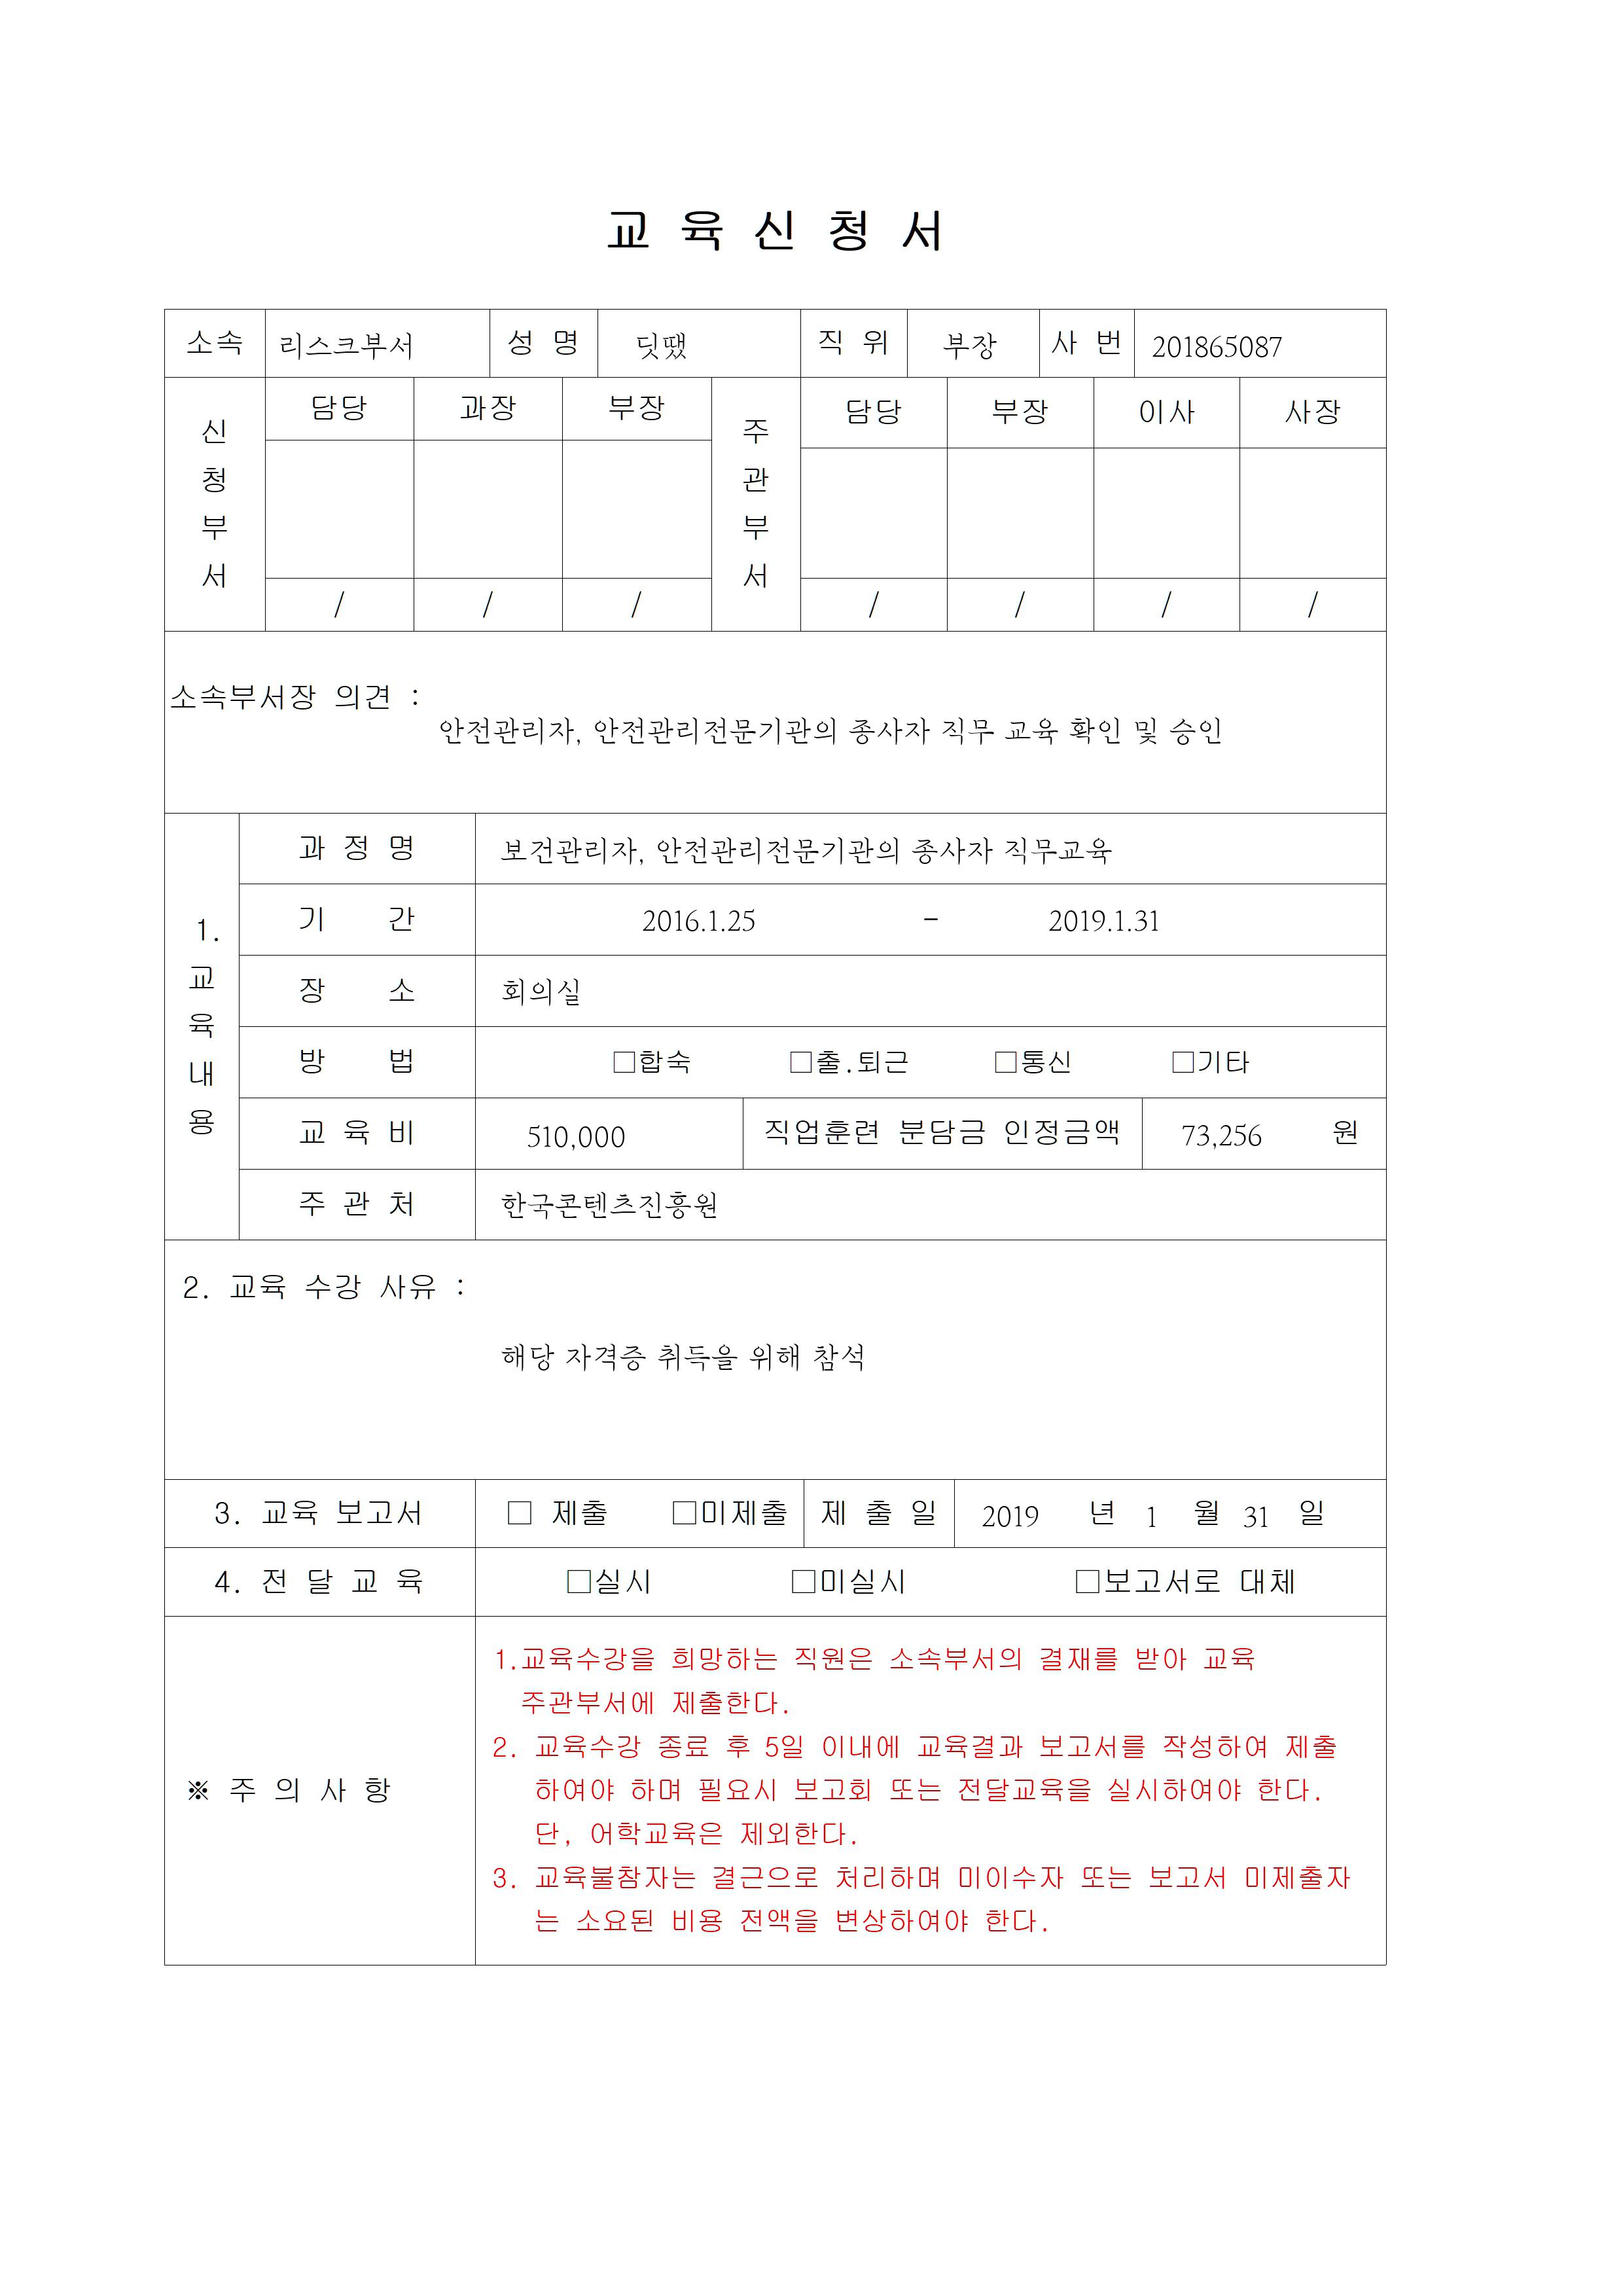 교 육 신 청 서
소속 리스크부서 성 명 딧땠 직 위 부장 사 번 201865087
신청부서 담당 과장 부장 주관부서 담당 부장 이사 사장
/ / / / / / /
소속부서장 의견 :
안전관리자, 안전관리전문기관의 종사자 직무 교육 확인 및 승인
1. 교육내용
과 정 명 보건관리자, 안전관리전문기관의 종사자 직무교육
기 간 2016.1.25 - 2019.1.31
장 소 회의실
방 법 □합숙 □출.퇴근 □통신 □기타
교 육 비 510,000 직업훈련 분담금 인정금액 73,256 원
주 관 처 한국콘텐츠진흥원
2. 교육 수강 사유 :
해당 자격증 취득을 위해 참석
3. 교육 보고서 □ 제출 □미제출 제 출 일 2019 년 1 월 31 일
4. 전 달 교 육 □실시 □미실시 □보고서로 대체
※ 주 의 사 항
1.교육수강을 희망하는 직원은 소속부서의 결재를 받아 교육
주관부서에 제출한다.
2. 교육수강 종료 후 5일 이내에 교육결과 보고서를 작성하여 제출
하여야 하며 필요시 보고회 또는 전달교육을 실시하여야 한다.
단, 어학교육은 제외한다.
3. 교육불참자는 결근으로 처리하며 미이수자 또는 보고서 미제출자
는 소요된 비용 전액을 변상하여야 한다.